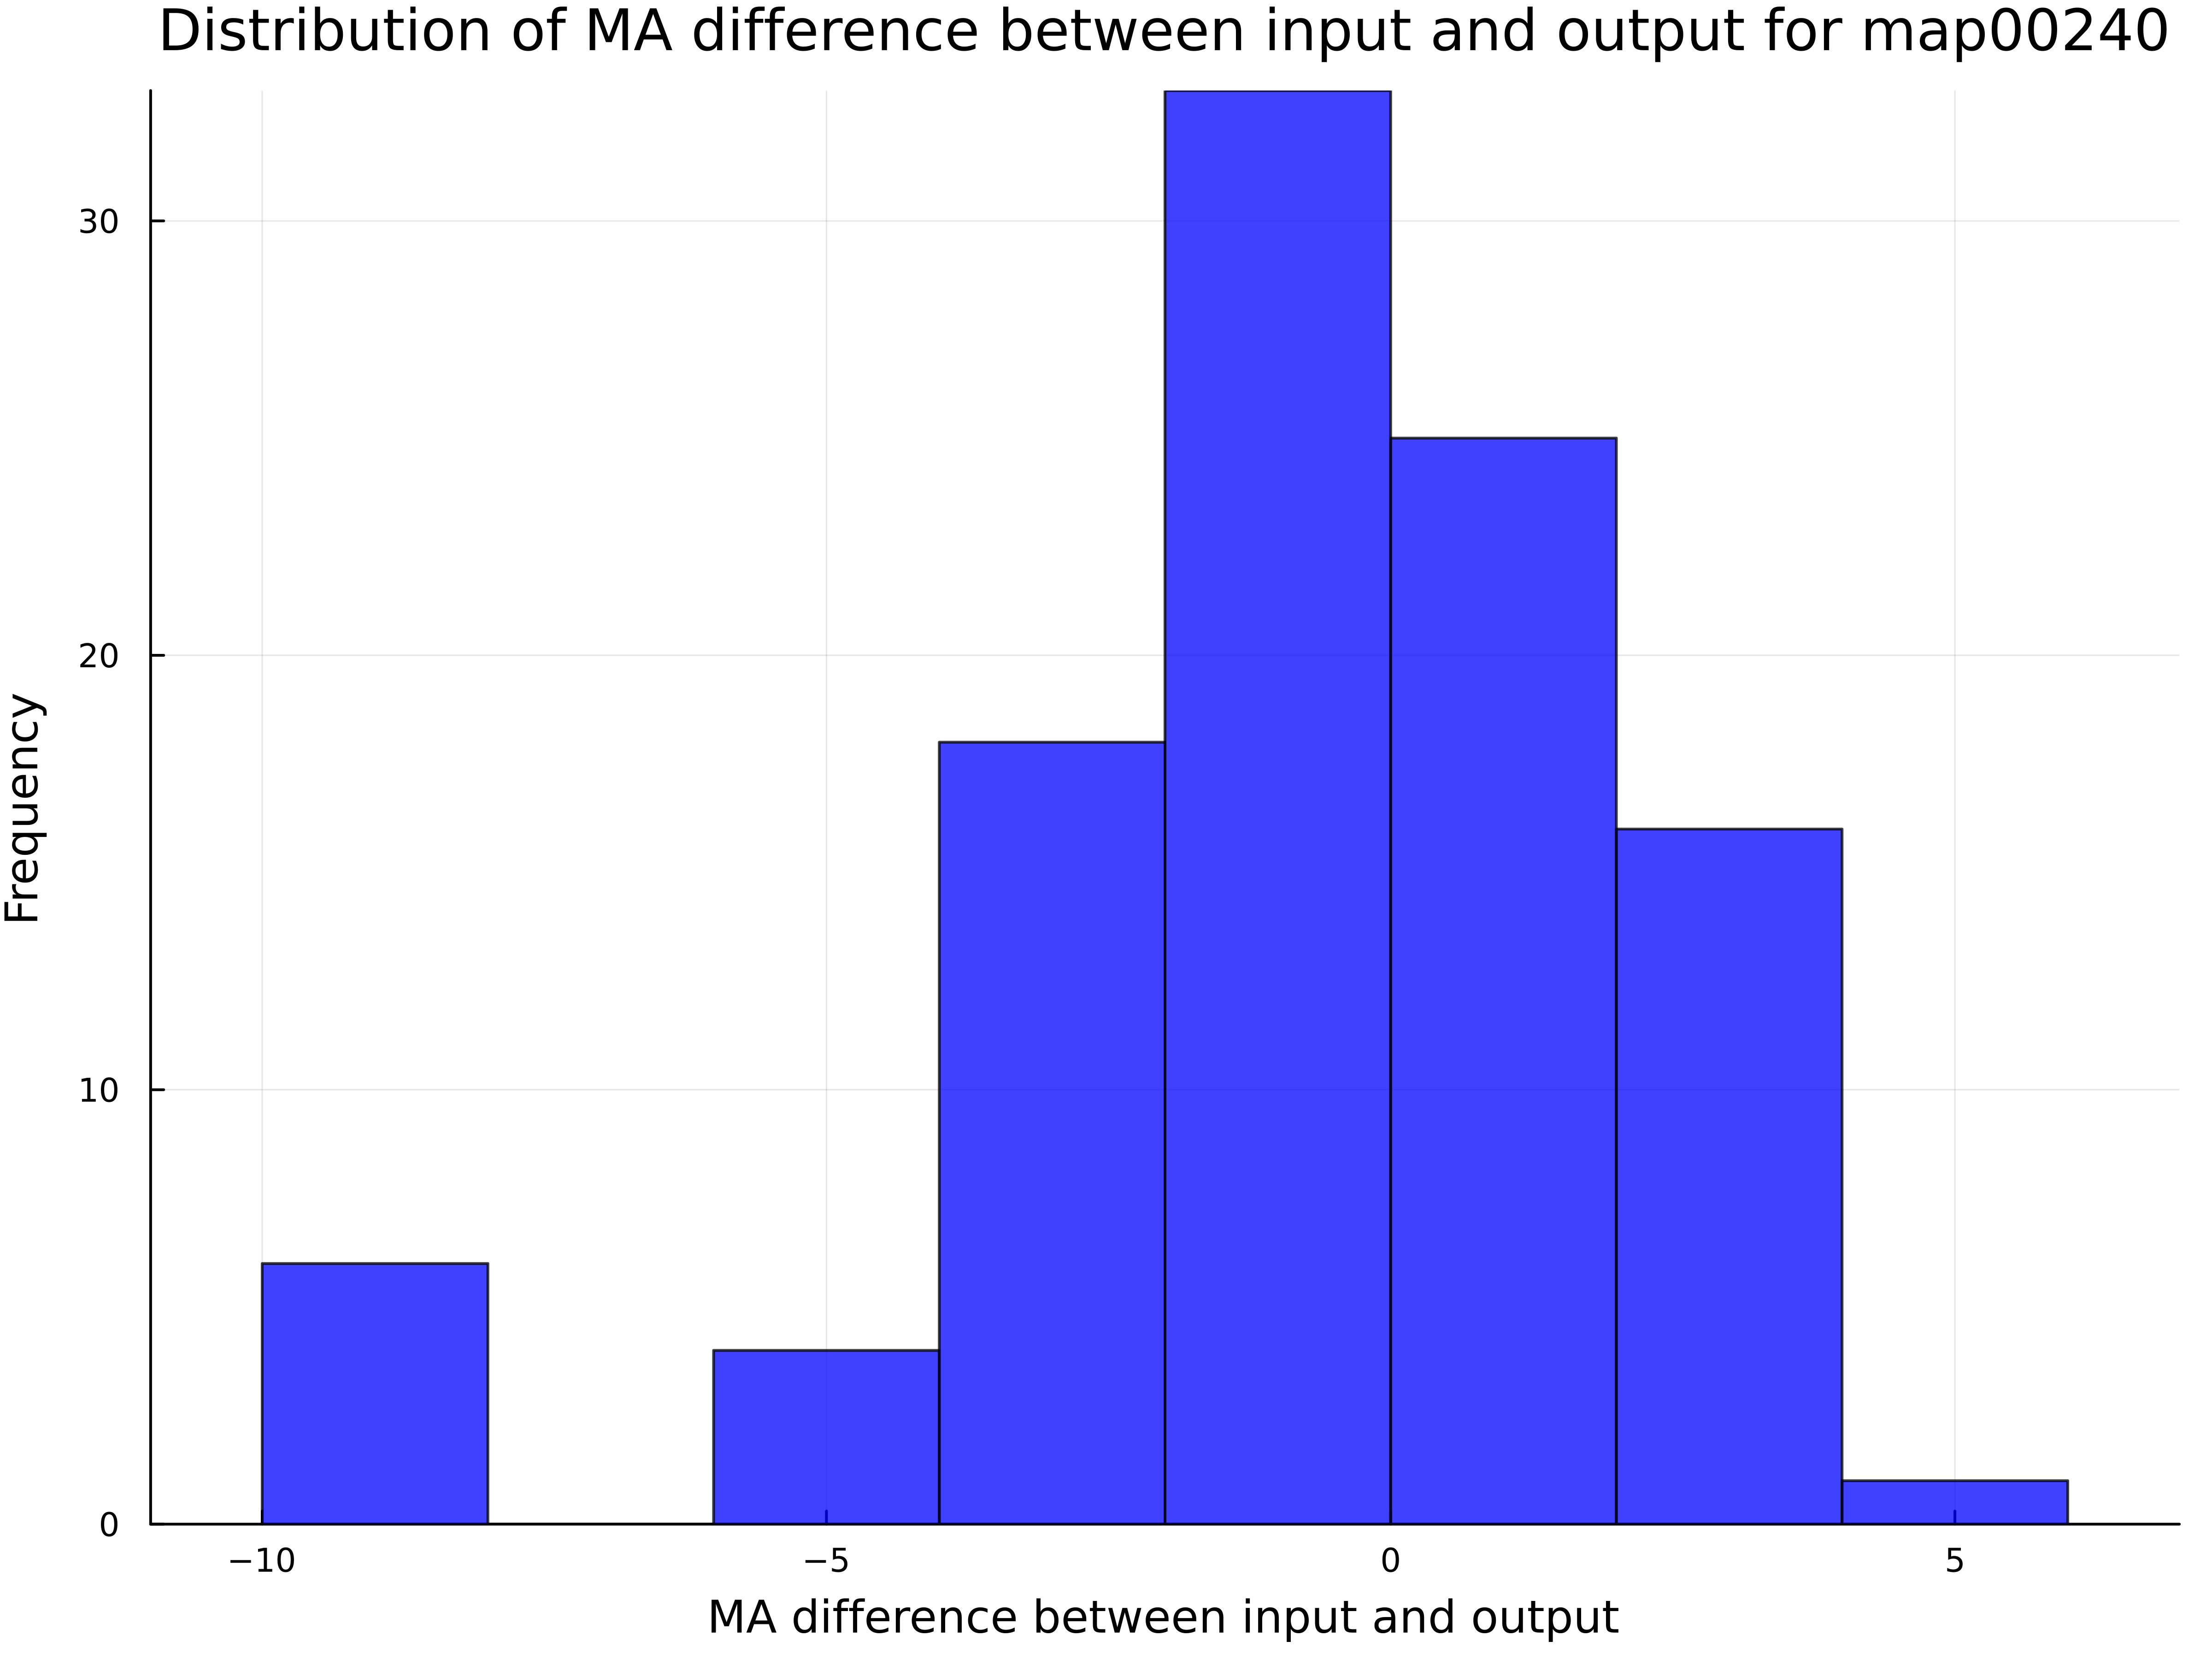 Distribution of MA difference between input and output for map00240
30
20
10
0
Frequency
−10
−5
0
5
MA difference between input and output